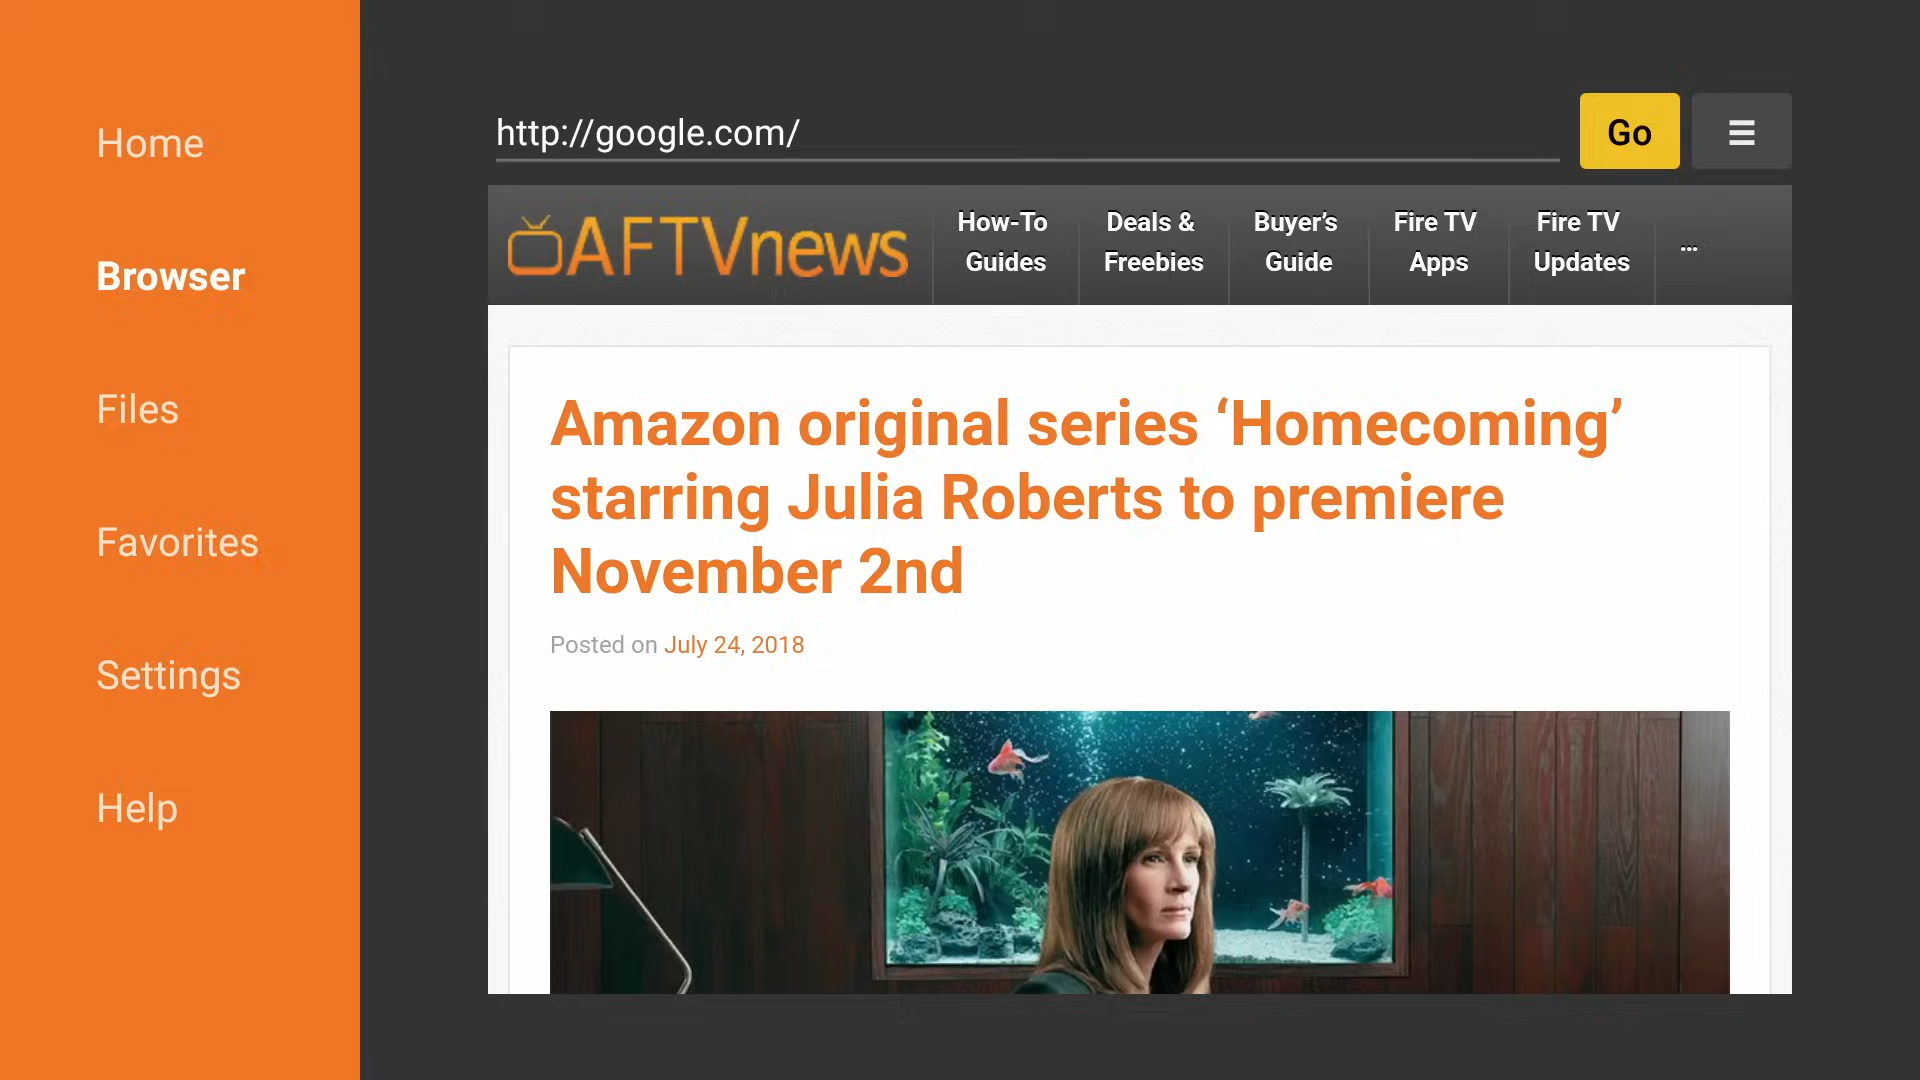 Home
Browser
Files
Favorites
Settings
Help
http://google.com/
Go
AFTVnews
How-To
Guides
Deals &
Freebies
Buyer’s
Guide
Fire TV
Apps
Fire TV
Updates
...
Amazon original series ‘Homecoming’
starring Julia Roberts to premiere
November 2nd
Posted on July 24, 2018